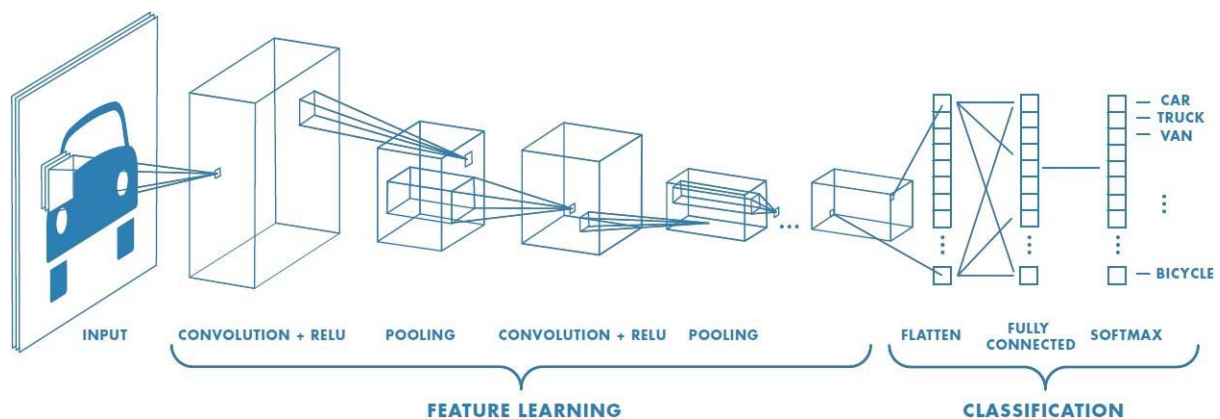 CAR
TRUCK
VAN
BICYCLE
INPUT
CONVOLUTION + RELU
POOLING
CONVOLUTION + RELU
POOLING
FLATTEN
FULLY
CONNECTED
SOFTMAX
FEATURE LEARNING
CLASSIFICATION